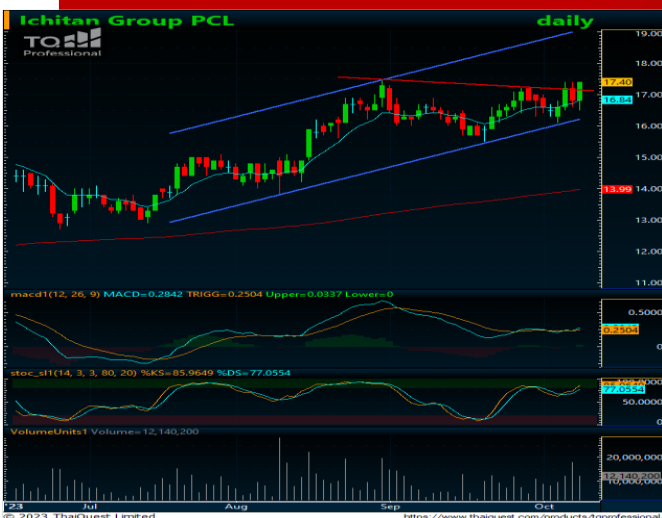 Ichitan Group PCL daily
TQ
Professional
19.00
18.00
17.40
17.00
16.84
16.00
15.00
14.00
13.99
13.00
12.00
11.00
macd1(12, 26, 9) MACD=0.2842 TRIGG=0.2504 Upper=0.0337 Lower=0
0.5000
0.2504
0
stoc_sl1(14, 3, 3, 80, 20) %KS=85.9649 %DS=77.0554
77.0554
50.0000
VolumeUnits1 Volume=12,140,200
20,000,000
12,140,200
10,000,000
'23 Jul Aug Sep Oct
© 2023 ThaiQuest Limited https://www.thaiquest.com/products/tqprofessional